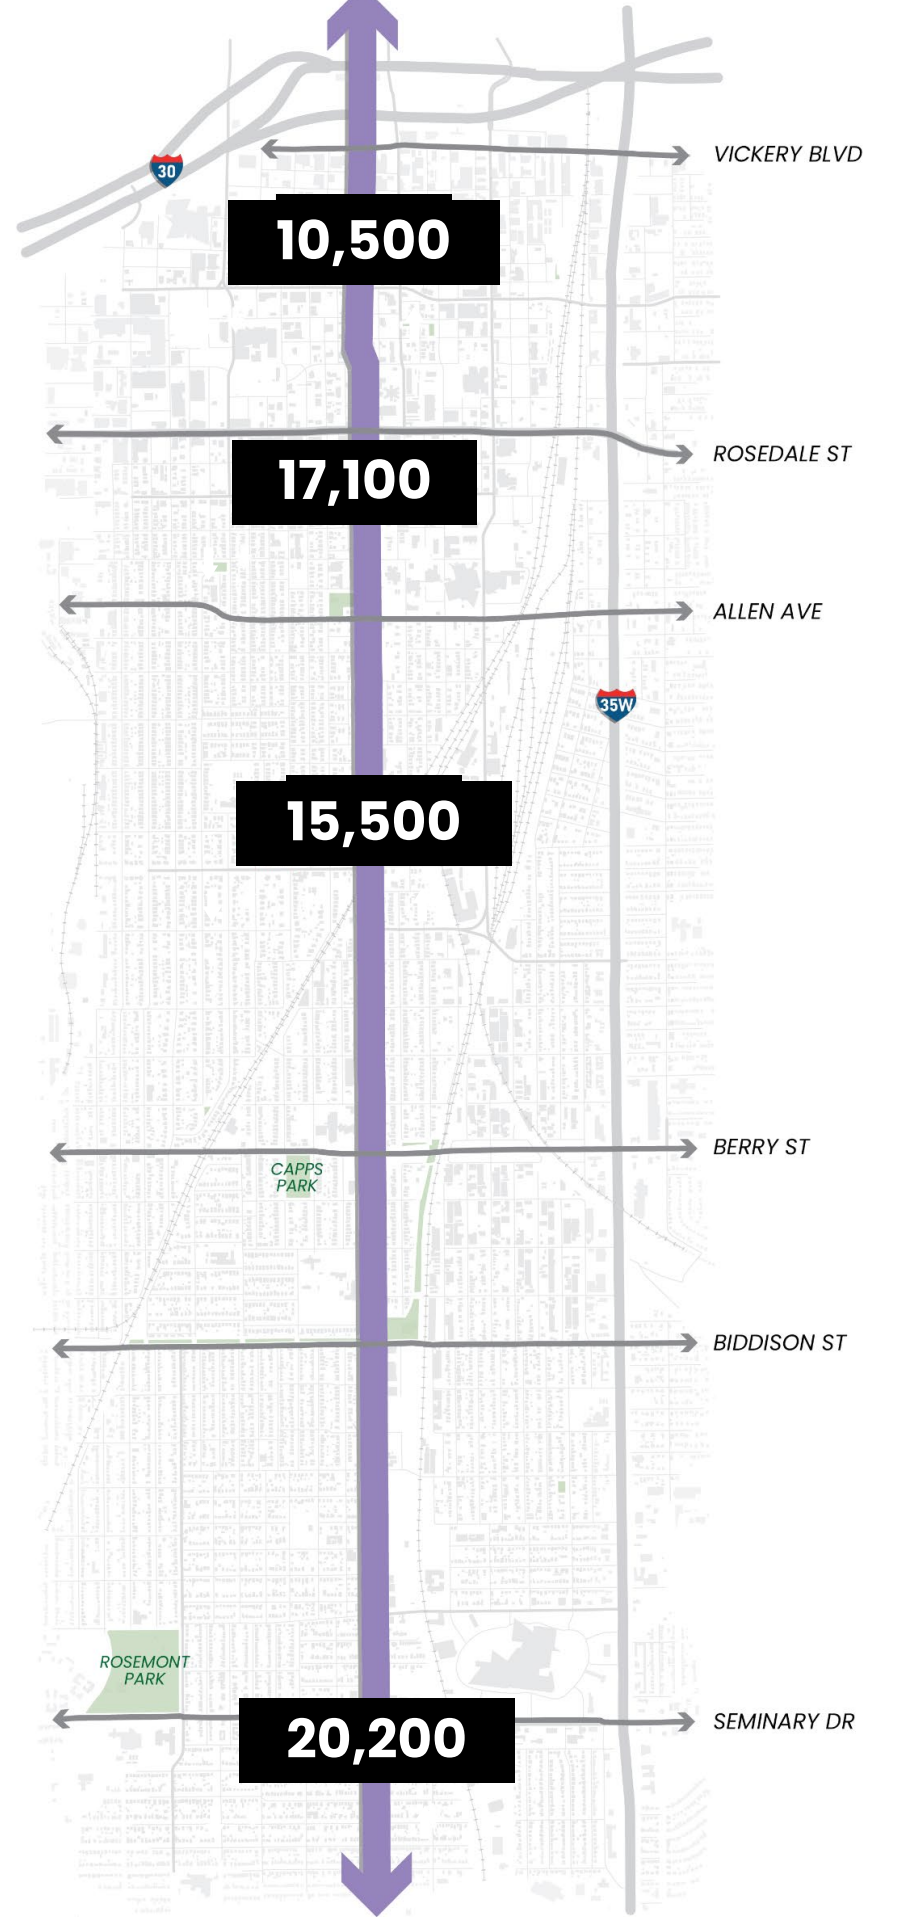 VICKERY BLVD
30
10,500
ROSEDALE ST
17,100
ALLEN AVE
35W
15,500
BERRY ST
CAPPS
PARK
BIDDISON ST
ROSEMONT
PARK
SEMINARY DR
20,200